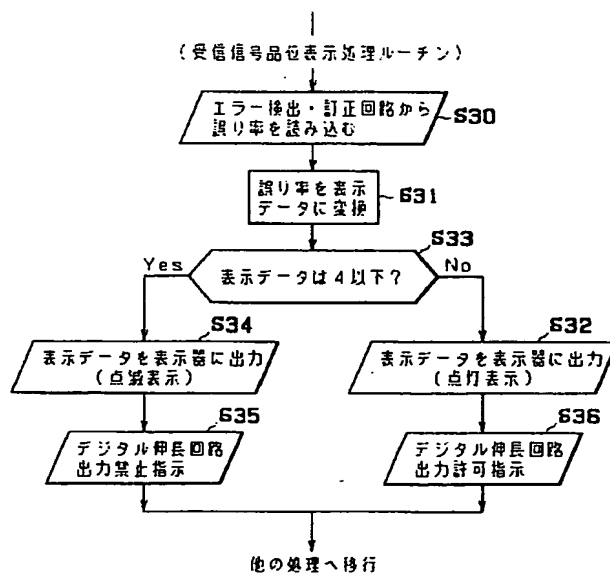 (受信信号品位表示処理ルーチン)
エラー検出・訂正回路から
誤り率を読み込む
S30
誤り率を表示
データに変換
S31
S33
Yes
表示データは4以下?
No
S34
表示データを表示器に出力
(点滅表示)
S32
表示データを表示器に出力
(点灯表示)
S35
デジタル伸長回路
出力禁止指示
S36
デジタル伸長回路
出力許可指示
他の処理へ移行